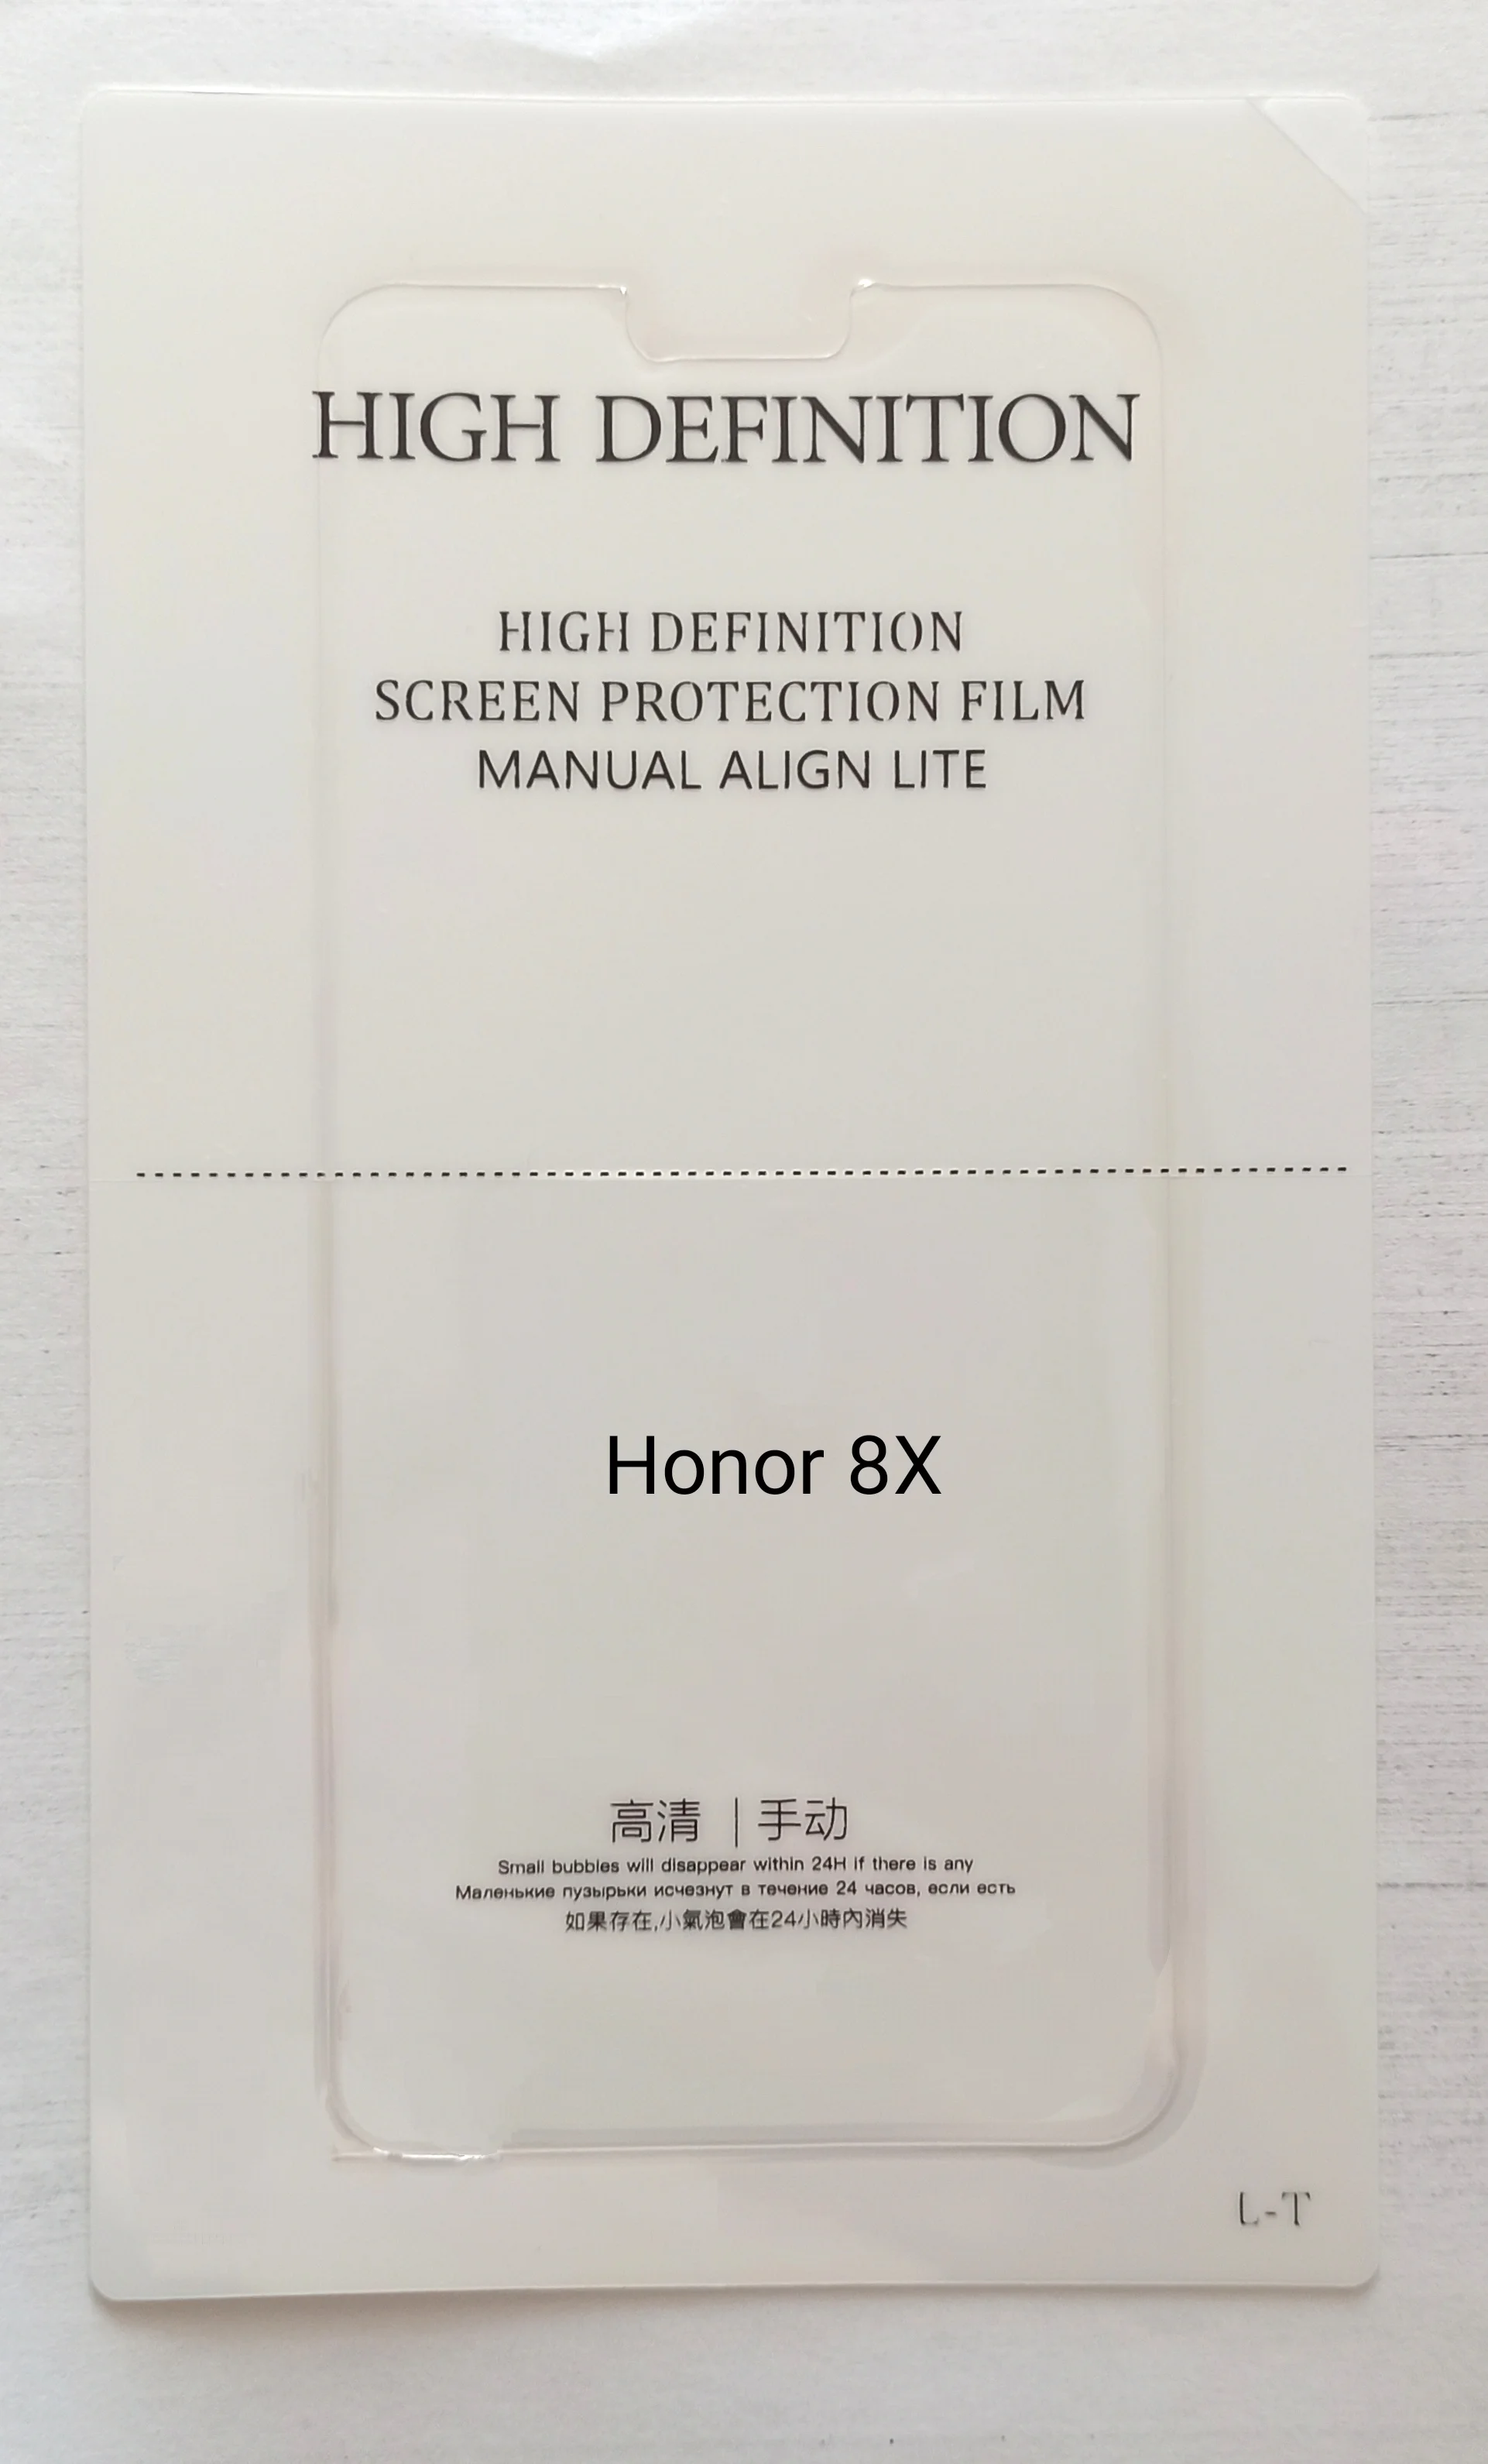 HIGH DEFINITION
HIGH DEFINITION
SCREEN PROTECTION FILM
MANUAL ALIGN LITE
Honor 8X
高清 | 手动
Small bubbles will disappear within 24H if there is any
Маленькие пузырьки исчезнут в течение 24 часов, если есть
如果存在,小氣泡會在24小時內消失
L-T